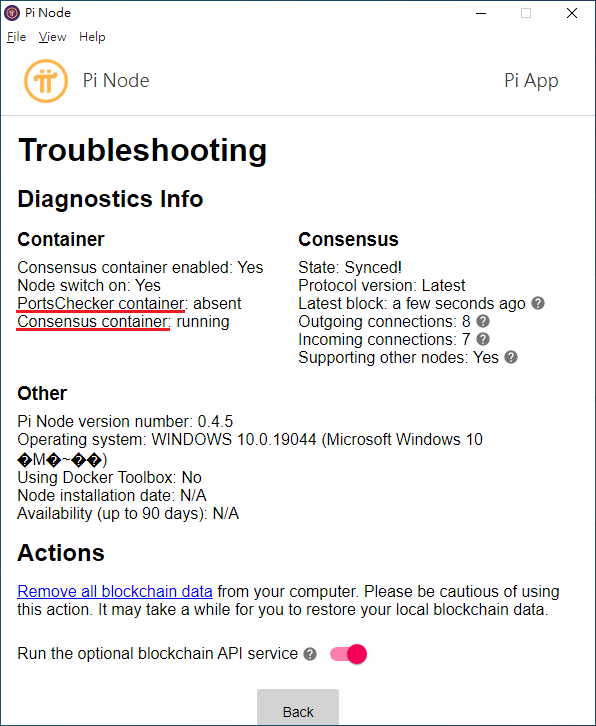 Pi Node
File View Help
Pi Node
Pi App
Troubleshooting
Diagnostics Info
Container
Consensus container enabled: Yes
Node switch on: Yes
PortsChecker container: absent
Consensus container: running
Consensus
State: Synced!
Protocol version: Latest
Latest block: a few seconds ago ?
Outgoing connections: 8 ?
Incoming connections: 7 ?
Supporting other nodes: Yes ?
Other
Pi Node version number: 0.4.5
Operating system: WINDOWS 10.0.19044 (Microsoft Windows 10
�M�~��)
Using Docker Toolbox: No
Node installation date: N/A
Availability (up to 90 days): N/A
Actions
Remove all blockchain data from your computer. Please be cautious of using
this action. It may take a while for you to restore your local blockchain data.
Run the optional blockchain API service ?
Back